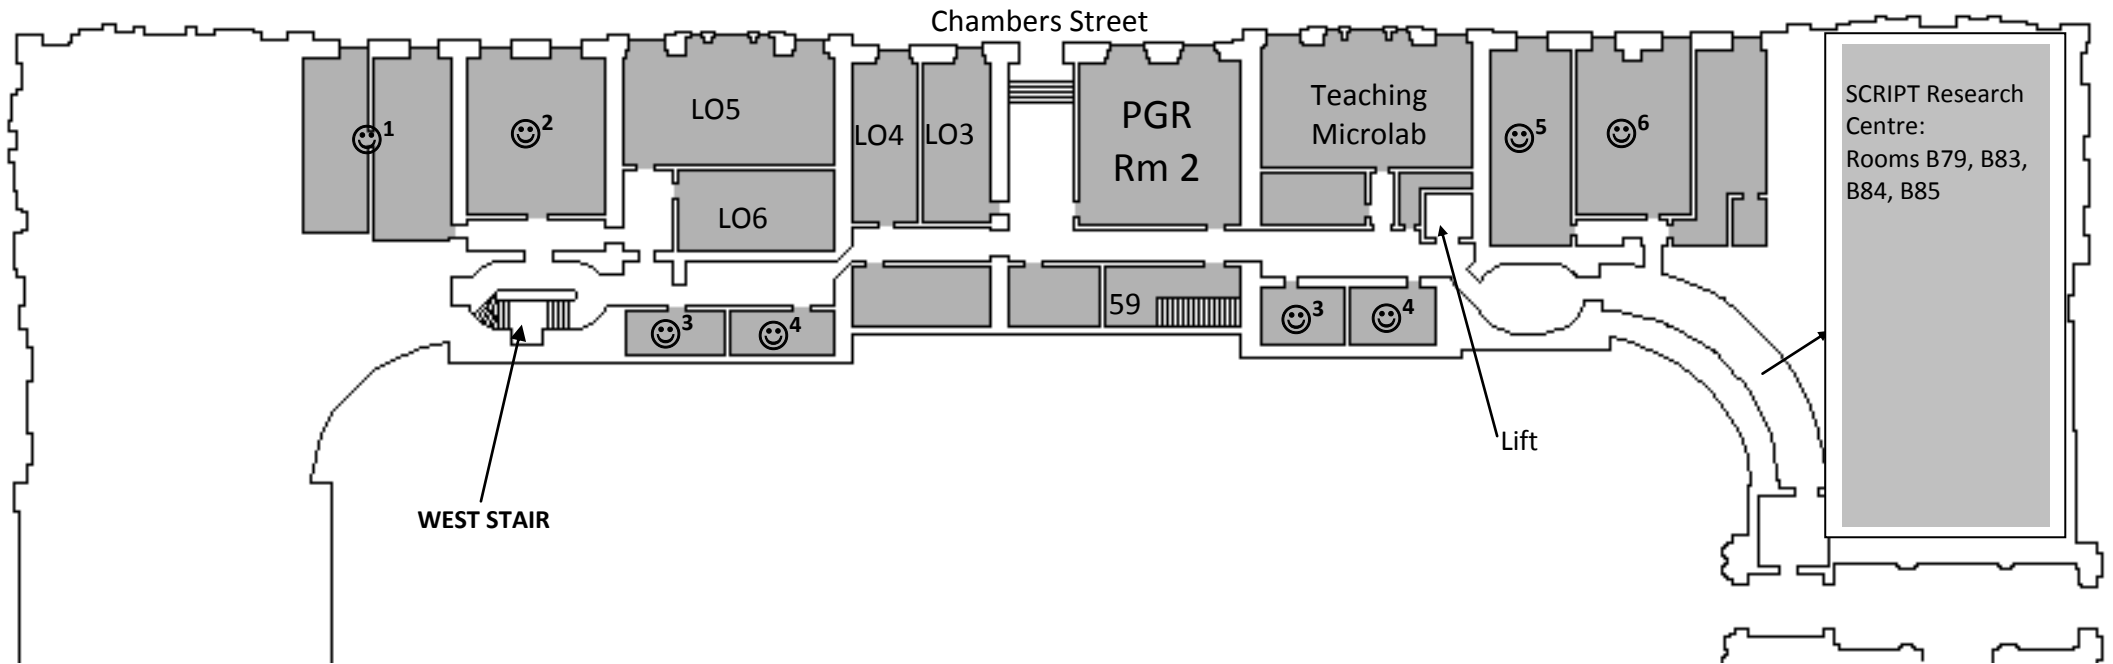 Chambers Street
☺1
☺2
LO5
LO6
LO4
LO3
PGR
Rm 2
Teaching
Microlab
☺5
☺6
SCRIPT Research
Centre:
Rooms B79, B83,
B84, B85
☺3
☺4
59
☺3
☺4
Lift
WEST STAIR